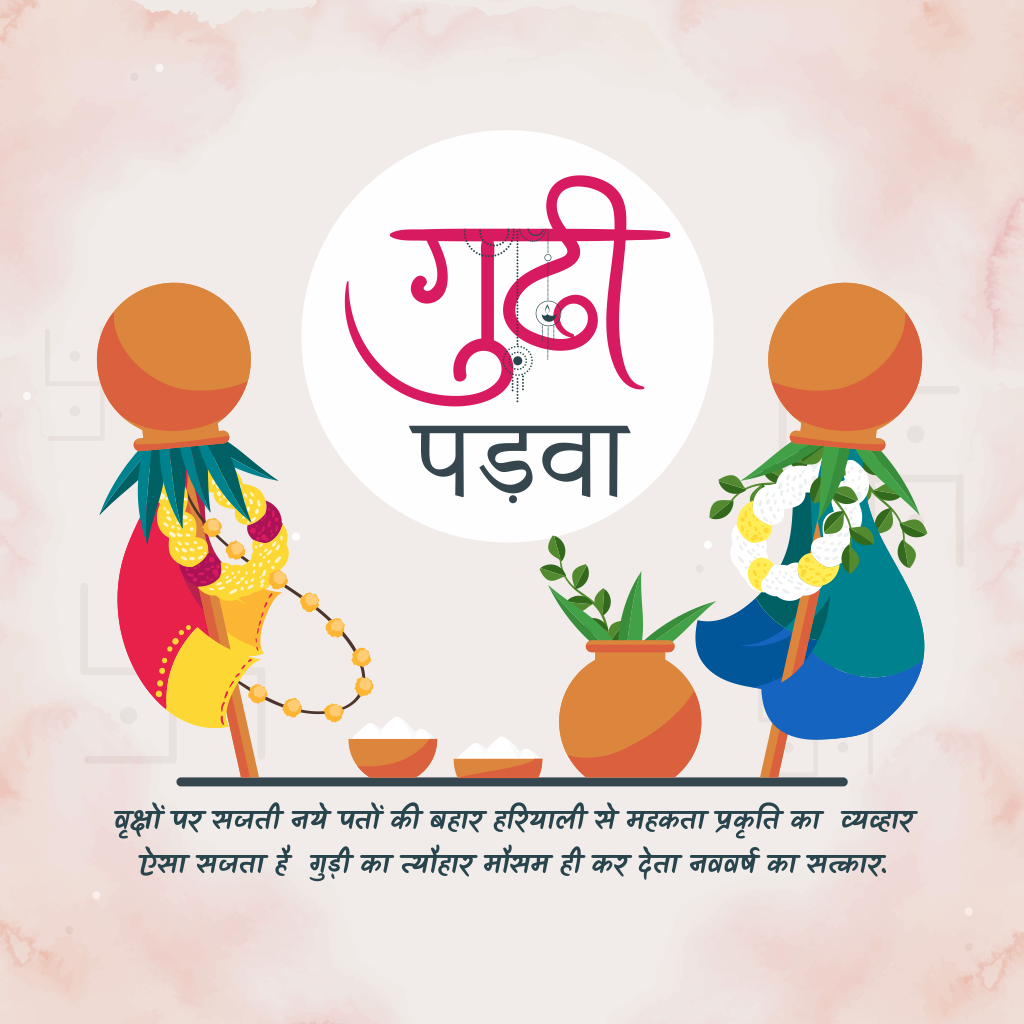 गुढी
पड़वा
वृक्षों पर सजती नये पतों की बहार हरियाली से महकता प्रकृति का व्यव्हार
ऐसा सजता है गुड़ी का त्यौहार मौसम ही कर देता नववर्ष का सत्कार.